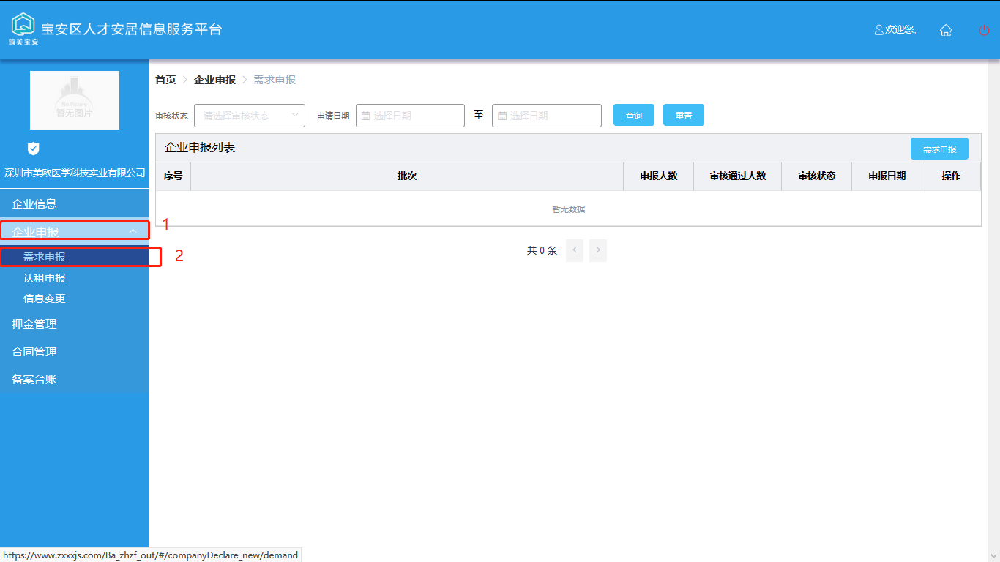 宝安区人才安居信息服务平台
筑美宝安
欢迎您,
No Picture
暂无图片
深圳市美欧医学科技实业有限公司
企业信息
企业申报
1
需求申报
2
认租申报
信息变更
押金管理
合同管理
备案台账
首页 > 企业申报 > 需求申报
审核状态 请选择审核状态 申请日期 选择日期 至 选择日期 查询 重置
企业申报列表 需求申报
序号 批次 申报人数 审核通过人数 审核状态 申报日期 操作
暂无数据
共 0 条 < >
https://www.zxxxjs.com/Ba_zhzf_out/#/companyDeclare_new/demand